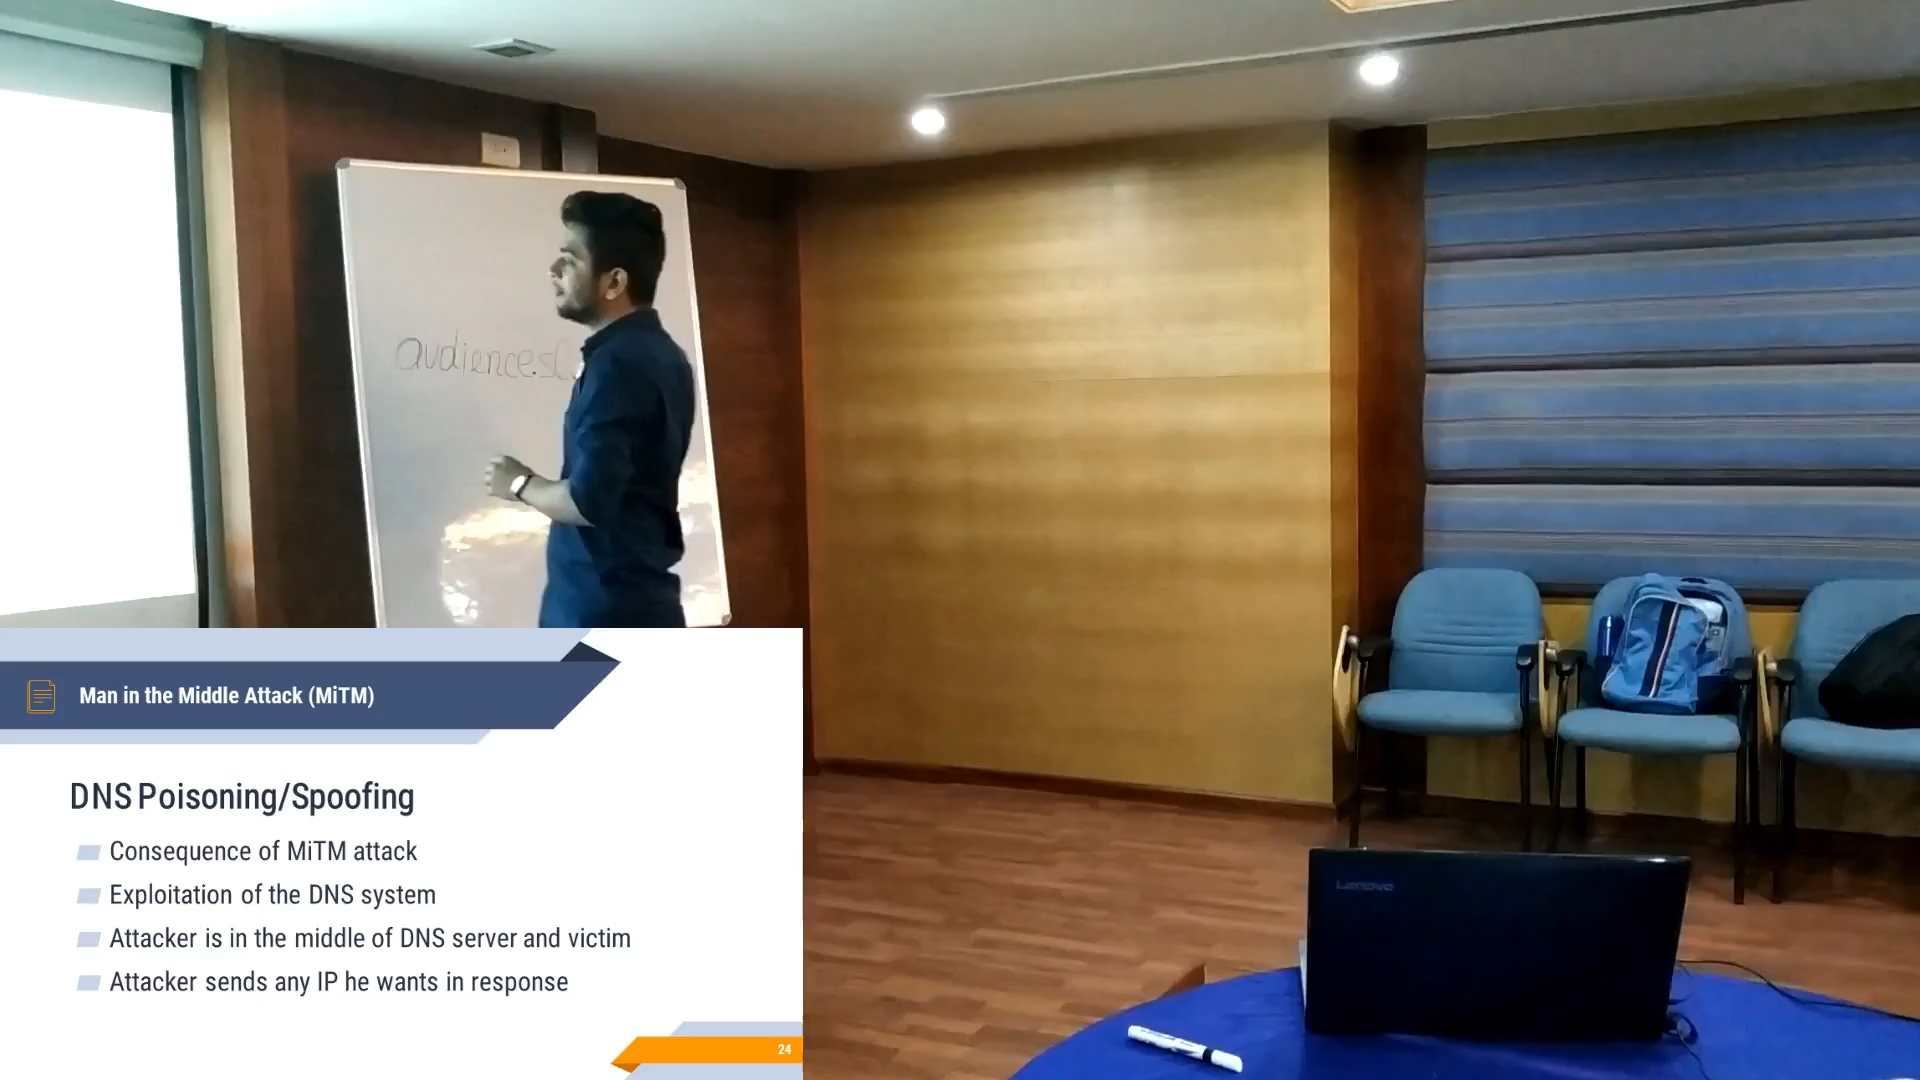 Man in the Middle Attack (MiTM)
DNS Poisoning/Spoofing
Consequence of MiTM attack
Exploitation of the DNS system
Attacker is in the middle of DNS server and victim
Attacker sends any IP he wants in response
24
Lenovo